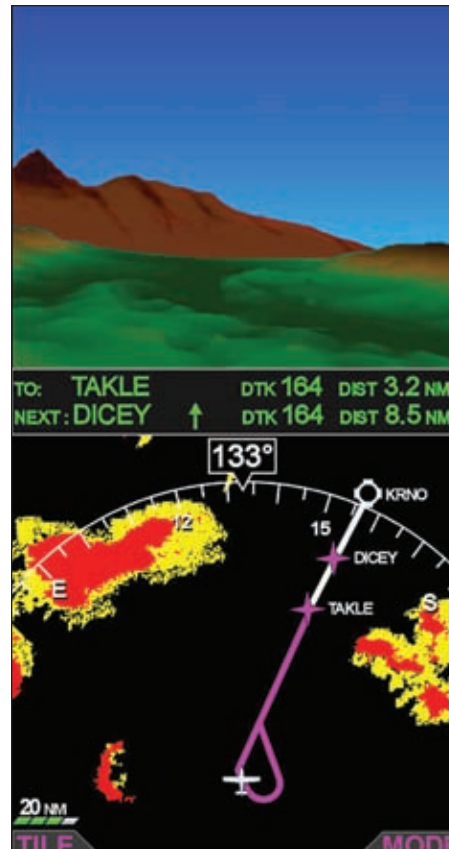 TO: TAKLE DTK 164 DIST 3.2 NM
NEXT: DICEY ↑ DTK 164 DIST 8.5 NM
133°
KRNO
12
15
DICEY
E
TAKLE
S
20 NM
TILE MODE